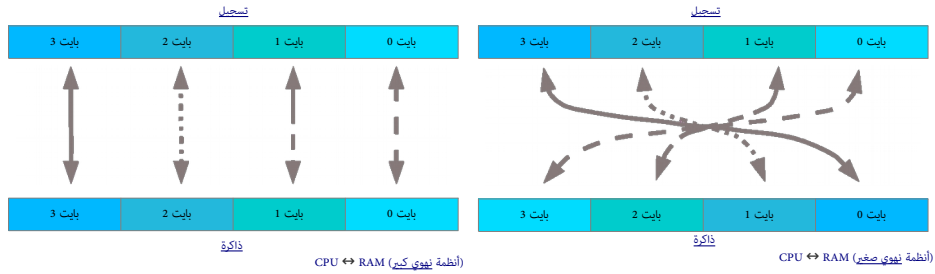 تسجيل
بايت 3 بايت 2 بايت 1 بايت 0
بايت 3 بايت 2 بايت 1 بايت 0
ذاكرة
CPU ↔ RAM (أنظمة نهوي كبير)
تسجيل
بايت 3 بايت 2 بايت 1 بايت 0
بايت 3 بايت 2 بايت 1 بايت 0
ذاكرة
CPU ↔ RAM (أنظمة نهوي صغير)